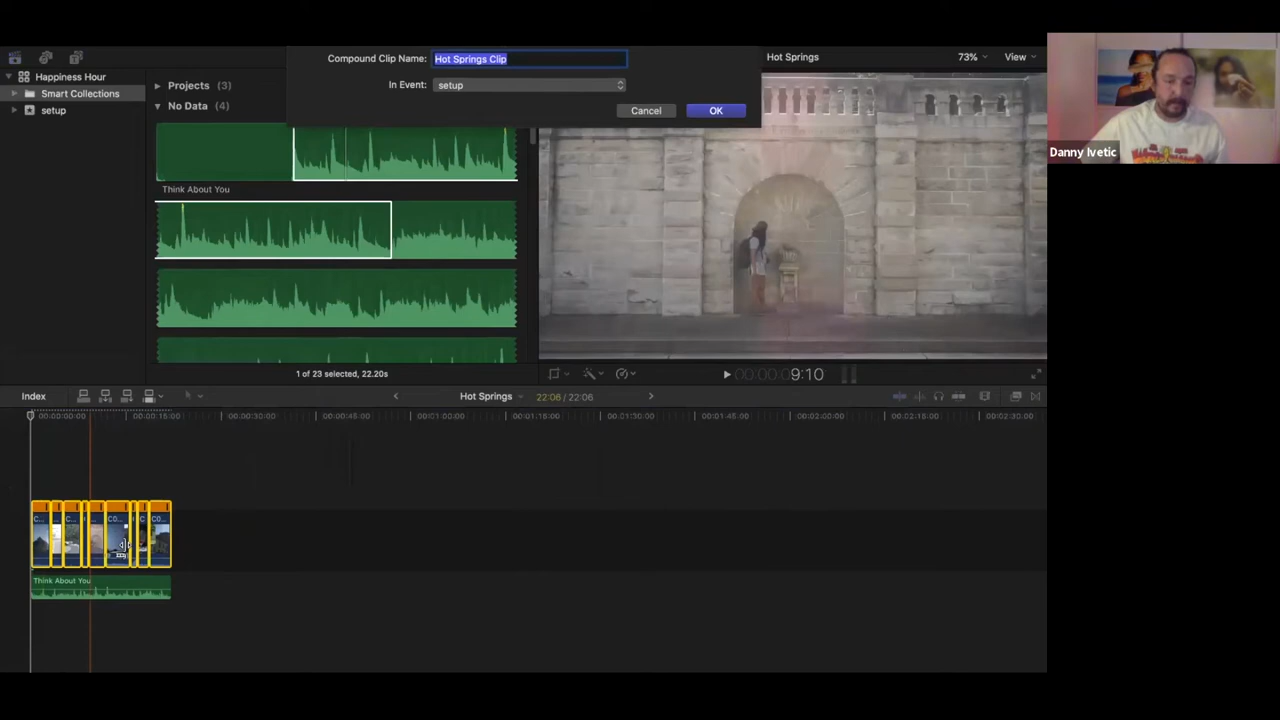 Compound Clip Name: Hot Springs Clip
In Event: setup
Cancel OK
Happiness Hour
Smart Collections
setup
Projects (3)
No Data (4)
Think About You
1 of 23 selected, 22.20s
Hot Springs 73% View
9:10
Danny Ivetic
Index Hot Springs 22:06 / 22:06
00:00:00:00 00:00:15:00 00:00:30:00 00:00:45:00 00:01:00:00 00:01:15:00 00:01:30:00 00:01:45:00 00:02:00:00 00:02:15:00 00:02:30:00
C... C... C0... C C0...
Think About You